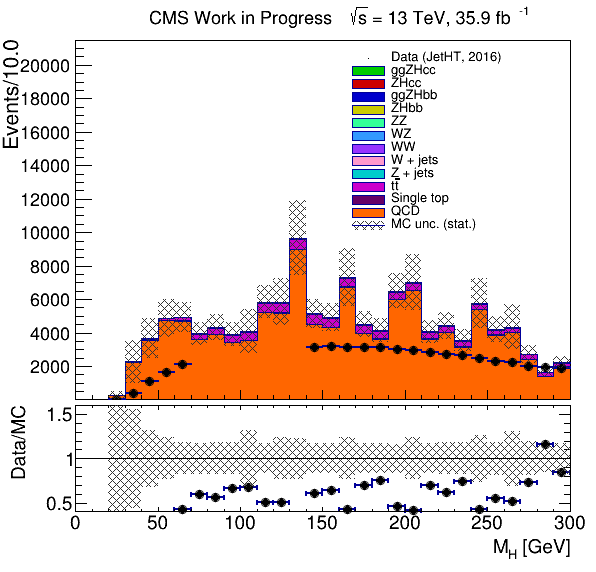 CMS Work in Progress √s = 13 TeV, 35.9 fb -1
Events/10.0
20000
18000
16000
14000
12000
10000
8000
6000
4000
2000
Data (JetHT, 2016)
ggZHcc
ZHcc
ggZHbb
ZHbb
ZZ
WZ
WW
W + jets
Z + jets
tt̄
Single top
QCD
MC unc. (stat.)
Data/MC
1.5
1
0.5
0 50 100 150 200 250 300
M_H [GeV]